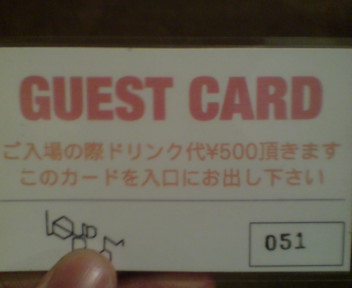 GUEST CARD
ご入場の際ドリンク代¥500頂きます
このカードを入口にお出し下さい
051